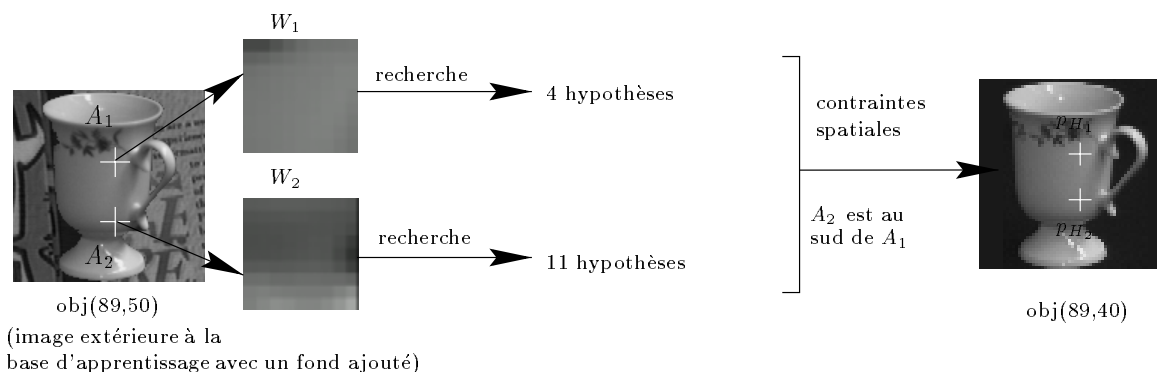 W1
recherche
4 hypothèses
A1
A2
W2
recherche
11 hypothèses
contraintes
spatiales
A2 est au
sud de A1
pH1
pH2
obj(89,50)
(image extérieure à la
base d'apprentissage avec un fond ajouté)
obj(89,40)